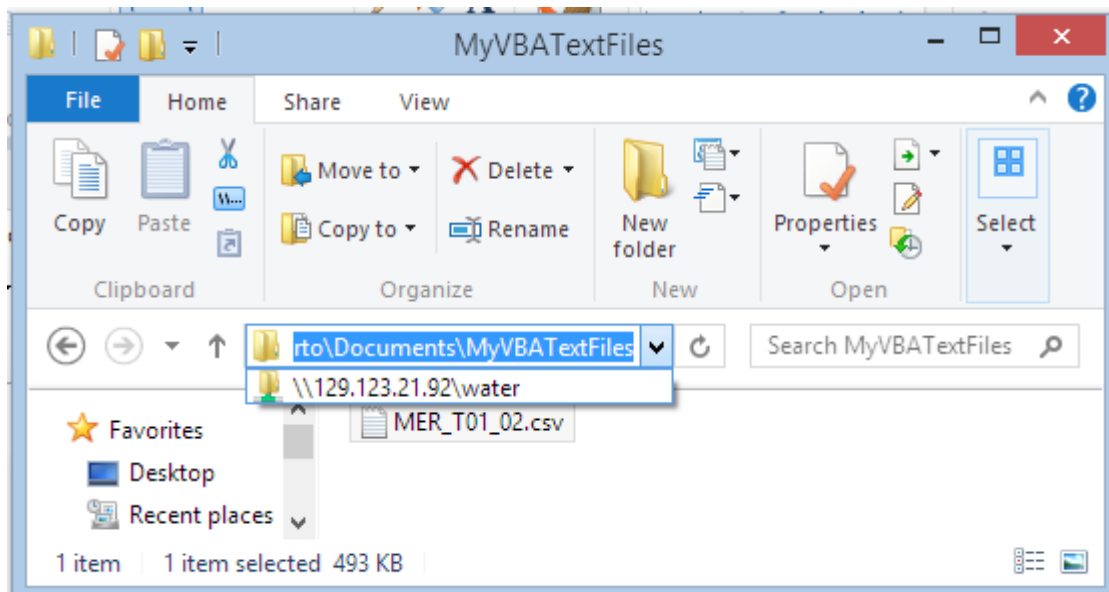 MyVBATextFiles
File Home Share View
Copy Paste Move to Delete New folder Properties Select
Copy to Rename
Clipboard Organize New Open
rto\Documents\MyVBATextFiles Search MyVBATextFiles
\\129.123.21.92\water
Favorites MER_T01_02.csv
Desktop
Recent places
1 item 1 item selected 493 KB